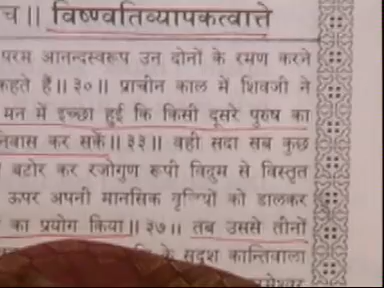 च ॥ विष्ण्वतिव्यापकत्वात्ते
परम आनन्दस्वरूप उन दोनों के रमण करने
कहते हैं ॥ ३० ॥ प्राचीन काल में शिवजी ने
मन में इच्छा हुई कि किसी दूसरे पुरुष का
निवास कर सकें ॥ ३३ ॥ वही सदा सब कुछ
बटोर कर रजोगुण रूपी विद्रुम से विस्तृत
ऊपर अपनी मानसिक वृत्तियों को डालकर
का प्रयोग किया ॥ ३७ ॥ तब उससे तीनों
के सदृश कान्तिवाला